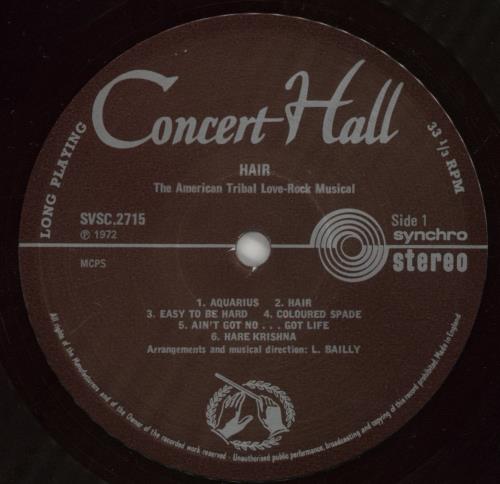 Concert Hall
LONG PLAYING
33 1/3 RPM
HAIR
The American Tribal Love-Rock Musical
SVSC.2715
℗ 1972
MCPS
Side 1
synchro
stereo
1. AQUARIUS 2. HAIR
3. EASY TO BE HARD 4. COLOURED SPADE
5. AIN'T GOT NO . . . GOT LIFE
6. HARE KRISHNA
Arrangements and musical direction: L. BAILLY
All rights of the Manufacturers and of the Owner of the recorded work reserved - Unauthorised public performance, broadcasting and copying of this record prohibited. Made in England